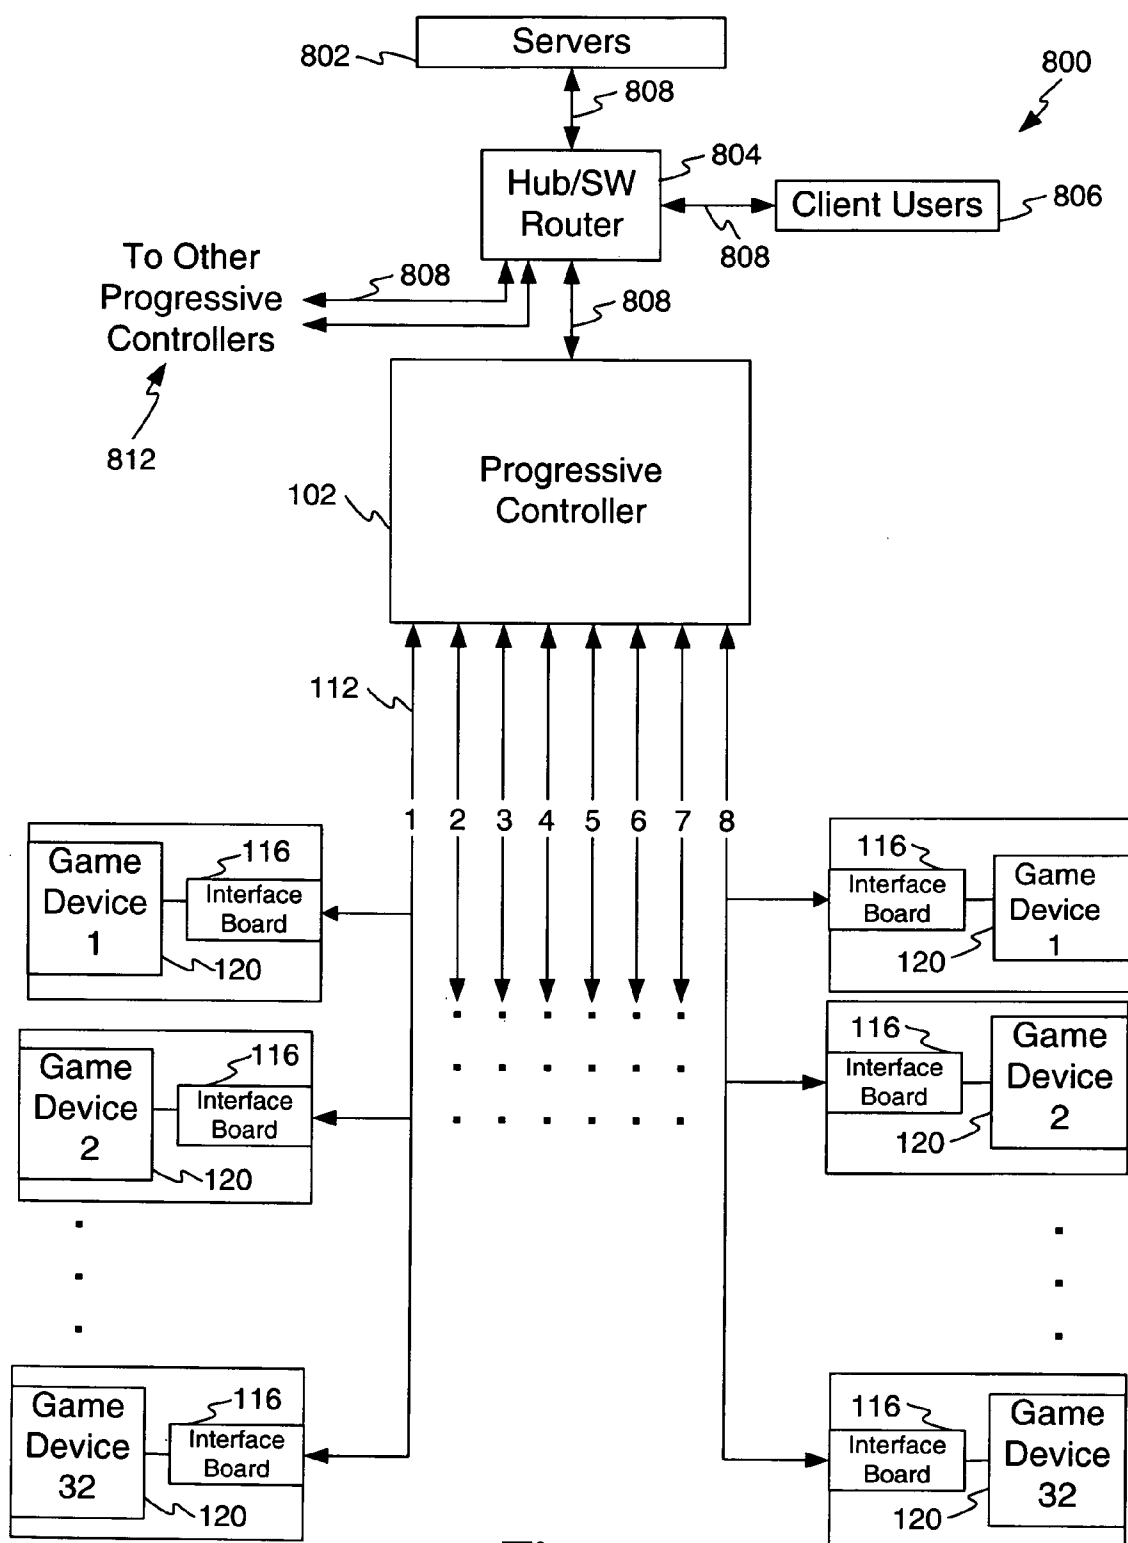 Servers
802
808
800
Hub/SW
Router
804
Client Users
806
808
To Other
Progressive
Controllers
808
808
812
Progressive
Controller
102
112
1 2 3 4 5 6 7 8
Game
Device
1
116
Interface
Board
120
116
Interface
Board
Game
Device
1
120
Game
Device
2
116
Interface
Board
120
116
Interface
Board
Game
Device
2
120
Game
Device
32
116
Interface
Board
120
116
Interface
Board
Game
Device
32
120